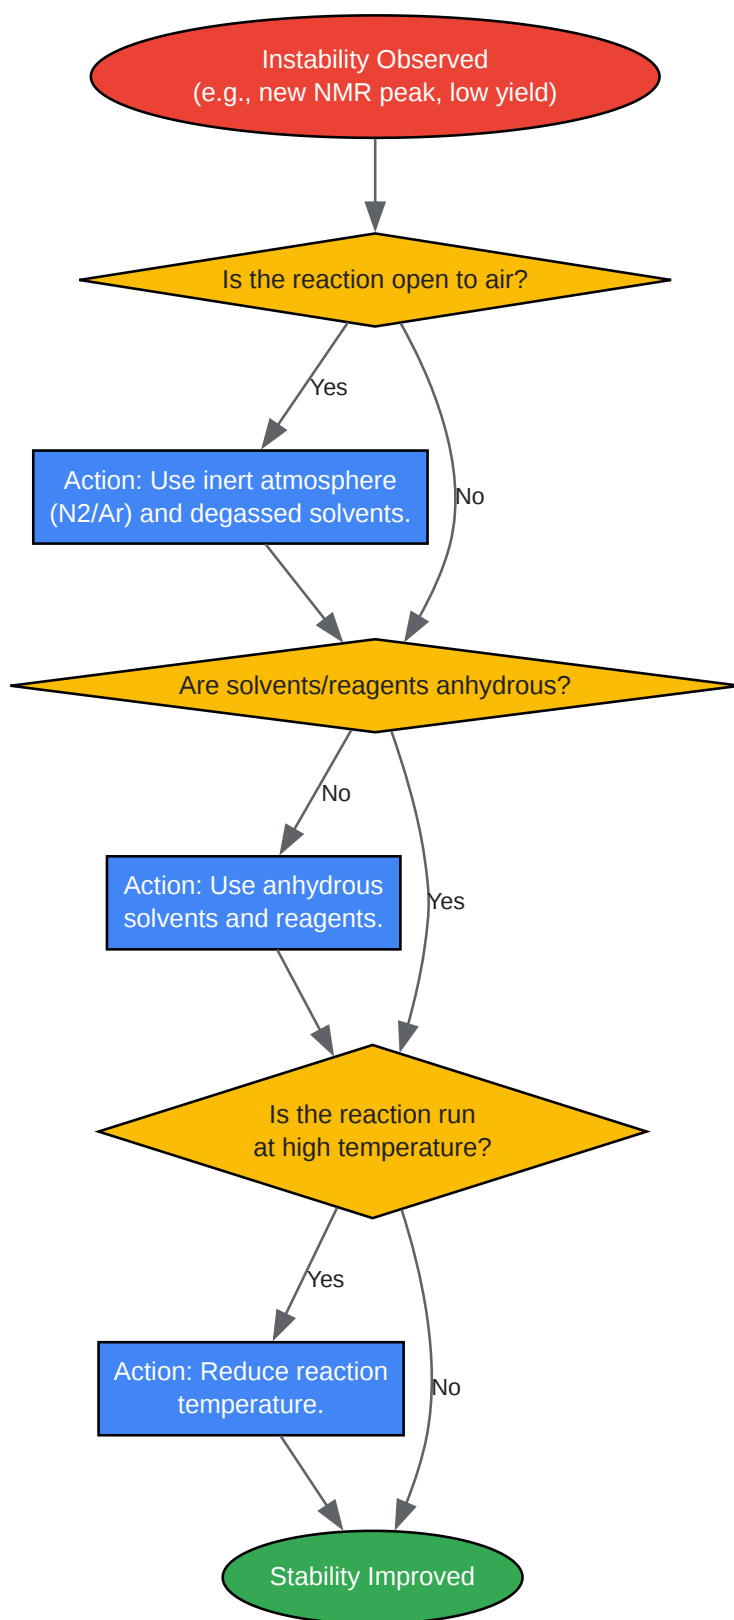 Instability Observed
(e.g., new NMR peak, low yield)
Is the reaction open to air?
Yes
Action: Use inert atmosphere
(N2/Ar) and degassed solvents.
No
Are solvents/reagents anhydrous?
No
Action: Use anhydrous
solvents and reagents.
Yes
Is the reaction run
at high temperature?
Yes
Action: Reduce reaction
temperature.
No
Stability Improved